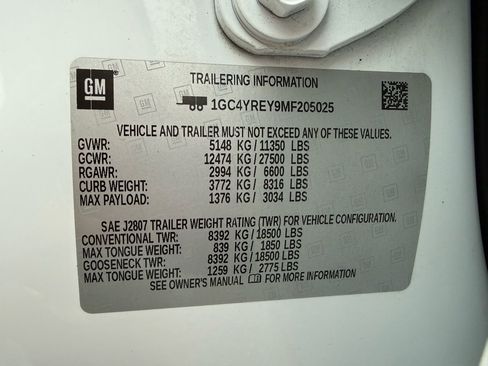 GM
TRAILERING INFORMATION
1GC4YREY9MF205025
VEHICLE AND TRAILER MUST NOT EXCEED ANY OF THESE VALUES.
GVWR: 5148 KG / 11350 LBS
GCWR: 12474 KG / 27500 LBS
RGAWR: 2994 KG / 6600 LBS
CURB WEIGHT: 3772 KG / 8316 LBS
MAX PAYLOAD: 1376 KG / 3034 LBS
SAE J2807 TRAILER WEIGHT RATING (TWR) FOR VEHICLE CONFIGURATION.
CONVENTIONAL TWR: 8392 KG / 18500 LBS
MAX TONGUE WEIGHT: 839 KG / 1850 LBS
GOOSENECK TWR: 8392 KG / 18500 LBS
MAX TONGUE WEIGHT: 1259 KG / 2775 LBS
SEE OWNER'S MANUAL FOR MORE INFORMATION